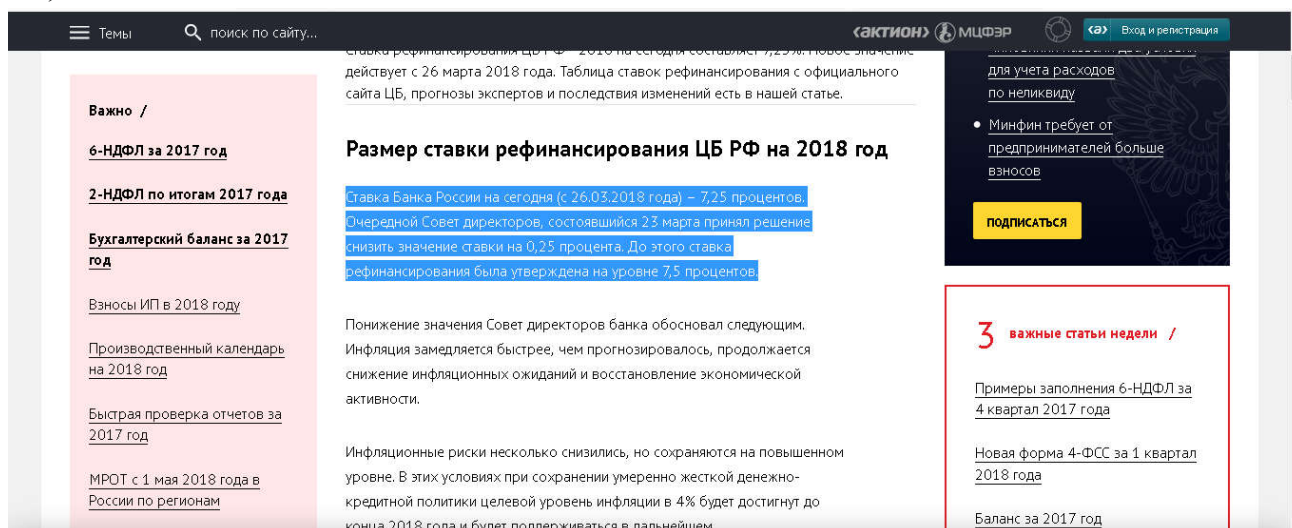 Темы
поиск по сайту...
‹актион›
МЦФЭР
‹а› Вход и регистрация
Важно /
6-НДФЛ за 2017 год
2-НДФЛ по итогам 2017 года
Бухгалтерский баланс за 2017
год
Взносы ИП в 2018 году
Производственный календарь
на 2018 год
Быстрая проверка отчетов за
2017 год
МРОТ с 1 мая 2018 года в
России по регионам
действует с 26 марта 2018 года. Таблица ставок рефинансирования с официального
сайта ЦБ, прогнозы экспертов и последствия изменений есть в нашей статье.
Размер ставки рефинансирования ЦБ РФ на 2018 год
Ставка Банка России на сегодня (с 26.03.2018 года) – 7,25 процентов.
Очередной Совет директоров, состоявшийся 23 марта принял решение
снизить значение ставки на 0,25 процента. До этого ставка
рефинансирования была утверждена на уровне 7,5 процентов.
Понижение значения Совет директоров банка обосновал следующим.
Инфляция замедляется быстрее, чем прогнозировалось, продолжается
снижение инфляционных ожиданий и восстановление экономической
активности.
Инфляционные риски несколько снизились, но сохраняются на повышенном
уровне. В этих условиях при сохранении умеренно жесткой денежно-
кредитной политики целевой уровень инфляции в 4% будет достигнут до
конца 2018 года и будет поддерживаться в дальнейшем.
для учета расходов
по неликвиду
• Минфин требует от
предпринимателей больше
взносов
ПОДПИСАТЬСЯ
3 важные статьи недели /
Примеры заполнения 6-НДФЛ за
4 квартал 2017 года
Новая форма 4-ФСС за 1 квартал
2018 года
Баланс за 2017 год